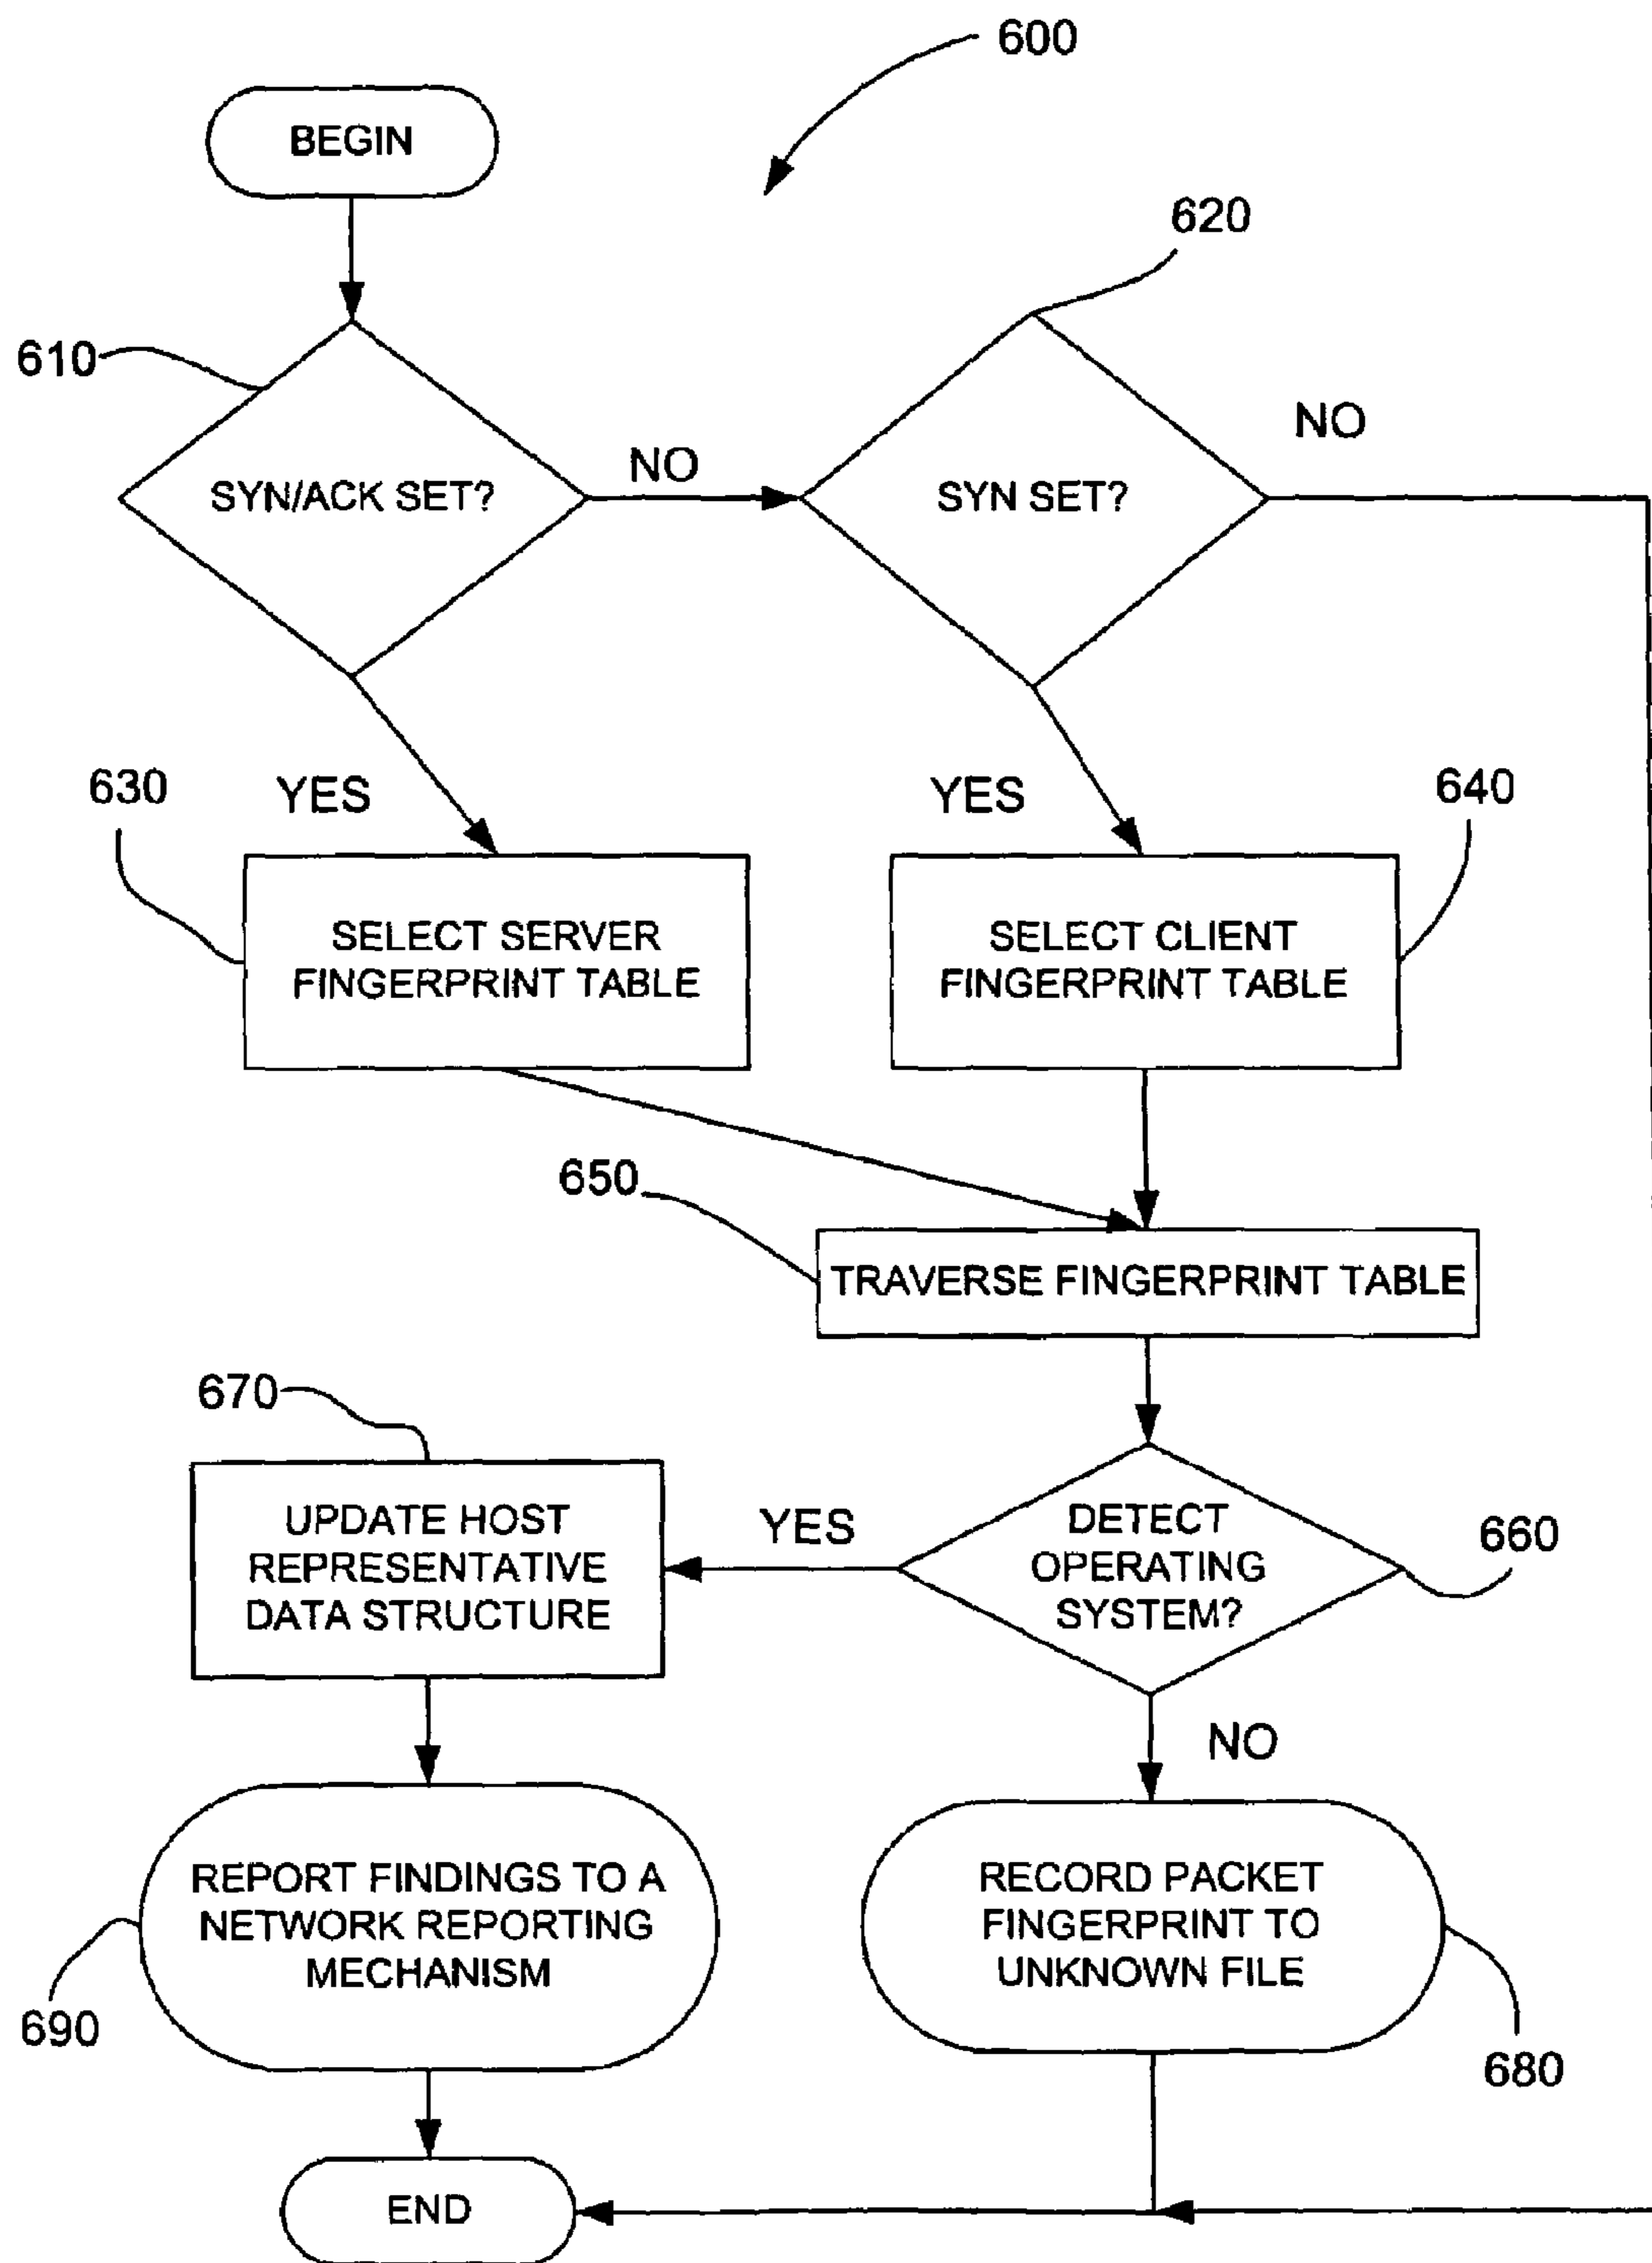 600
BEGIN
620
610
SYN/ACK SET?
NO
SYN SET?
NO
630
YES
YES
640
SELECT SERVER
FINGERPRINT TABLE
SELECT CLIENT
FINGERPRINT TABLE
650
TRAVERSE FINGERPRINT TABLE
670
UPDATE HOST
REPRESENTATIVE
DATA STRUCTURE
YES
DETECT
OPERATING
SYSTEM?
660
NO
REPORT FINDINGS TO A
NETWORK REPORTING
MECHANISM
RECORD PACKET
FINGERPRINT TO
UNKNOWN FILE
690
680
END